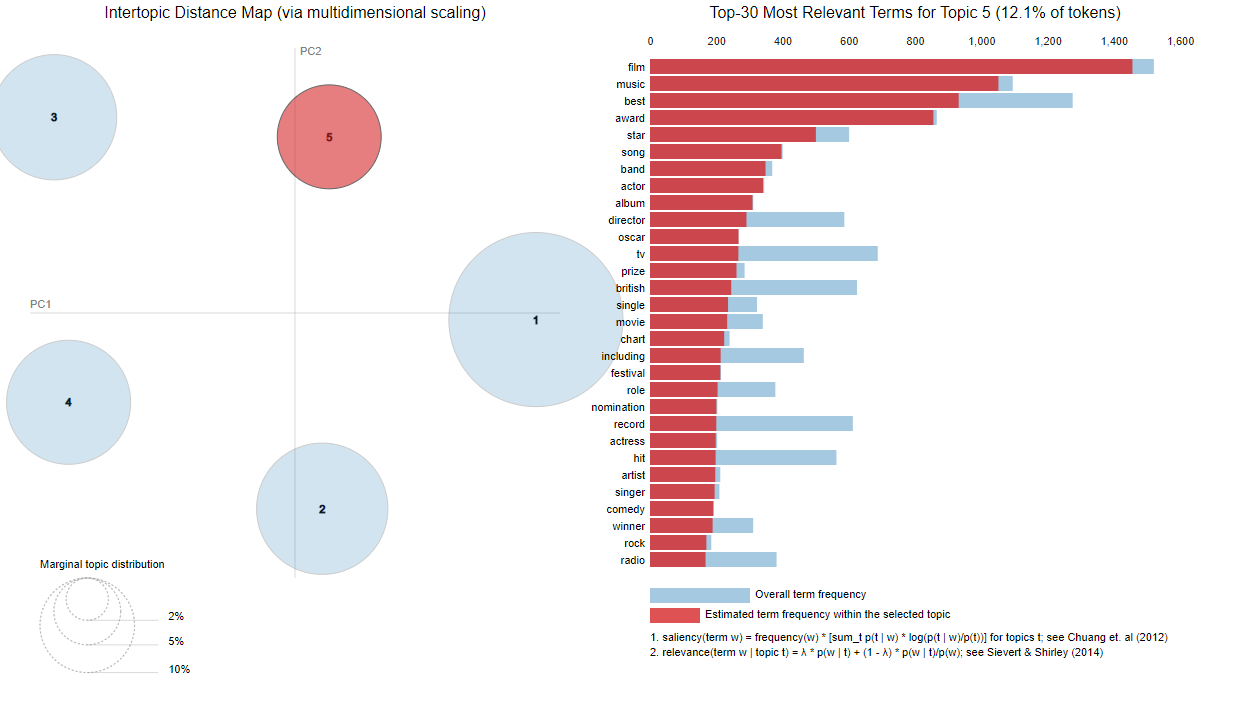 Intertopic Distance Map (via multidimensional scaling)
PC2
3
5
PC1
1
4
2
Marginal topic distribution
2%
5%
10%
Top-30 Most Relevant Terms for Topic 5 (12.1% of tokens)
0 200 400 600 800 1,000 1,200 1,400 1,600
film
music
best
award
star
song
band
actor
album
director
oscar
tv
prize
british
single
movie
chart
including
festival
role
nomination
record
actress
hit
artist
singer
comedy
winner
rock
radio
Overall term frequency
Estimated term frequency within the selected topic
1. saliency(term w) = frequency(w) * [sum_t p(t | w) * log(p(t | w)/p(t))] for topics t; see Chuang et. al (2012)
2. relevance(term w | topic t) = λ * p(w | t) + (1 - λ) * p(w | t)/p(w); see Sievert & Shirley (2014)